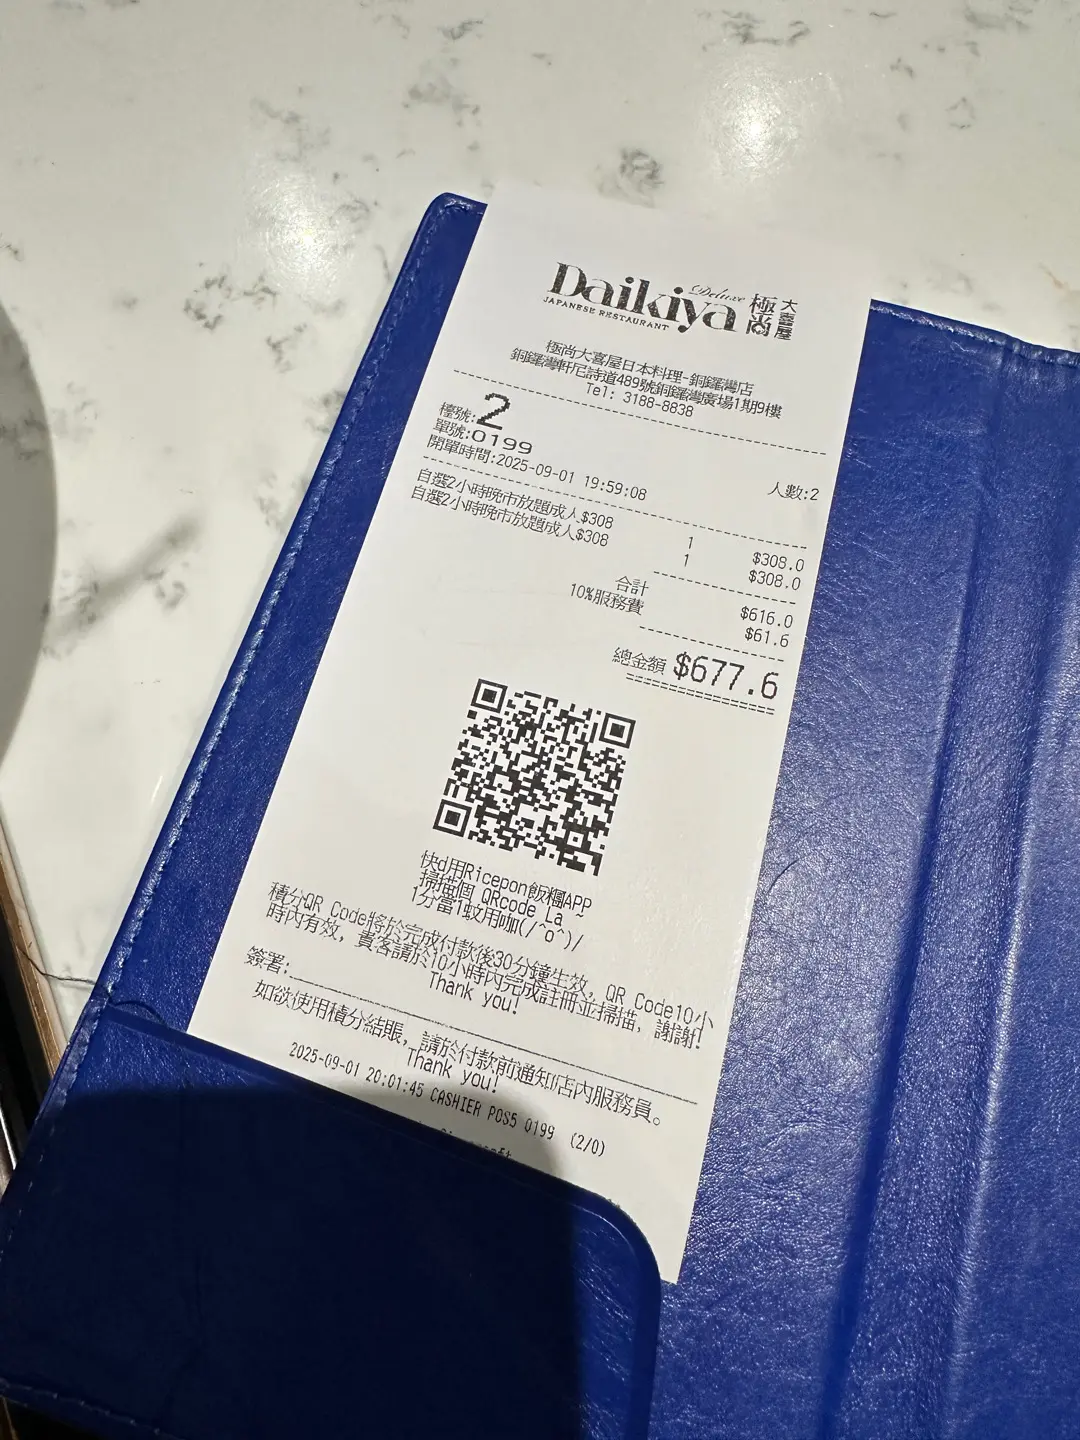 Daikiya Deluxe 極尚大喜屋
JAPANESE RESTAURANT
極尚大喜屋日本料理-銅鑼灣店
銅鑼灣軒尼詩道489號銅鑼灣廣場1期9樓
Tel: 3188-8838
檯號:2
單號:0199
人數:2
開單時間:2025-09-01 19:59:08
自選2小時晚市放題成人$308 1 $308.0
自選2小時晚市放題成人$308 1 $308.0
合計 $616.0
10%服務費 $61.6
總金額 $677.6
快d用Ricepon飯糰APP
掃描個 QRcode La ~
1分當1蚊用咖(/^o^)/
積分QR Code將於完成付款後30分鐘生效, QR Code10小
時內有效, 貴客請於10小時內完成註冊並掃描, 謝謝!
Thank you!
簽署:
如欲使用積分結賬, 請於付款前通知店內服務員。
Thank you!
2025-09-01 20:01:45 CASHIER POS5 0199 (2/0)